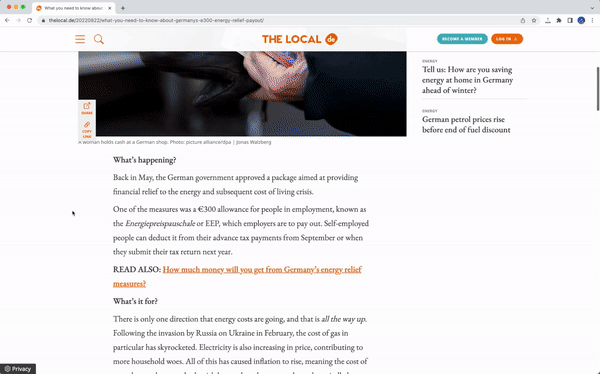 What you need to know about
thelocal.de/20220822/what-you-need-to-know-about-germanys-e300-energy-relief-payout/
THE LOCAL de
BECOME A MEMBER
LOG IN
SHARE
COPY
LINK
A woman holds cash at a German shop. Photo: picture alliance/dpa | Jonas Walzberg
ENERGY
Tell us: How are you saving
energy at home in Germany
ahead of winter?
ENERGY
German petrol prices rise
before end of fuel discount
What's happening?
Back in May, the German government approved a package aimed at providing
financial relief to the energy and subsequent cost of living crisis.
One of the measures was a €300 allowance for people in employment, known as
the Energiepreispauschale or EEP, which employers are to pay out. Self-employed
people can deduct it from their advance tax payments from September or when
they submit their tax return next year.
READ ALSO: How much money will you get from Germany's energy relief
measures?
What's it for?
There is only one direction that energy costs are going, and that is all the way up.
Following the invasion by Russia on Ukraine in February, the cost of gas in
particular has skyrocketed. Electricity is also increasing in price, contributing to
more household woes. All of this has caused inflation to rise, meaning the cost of
Privacy